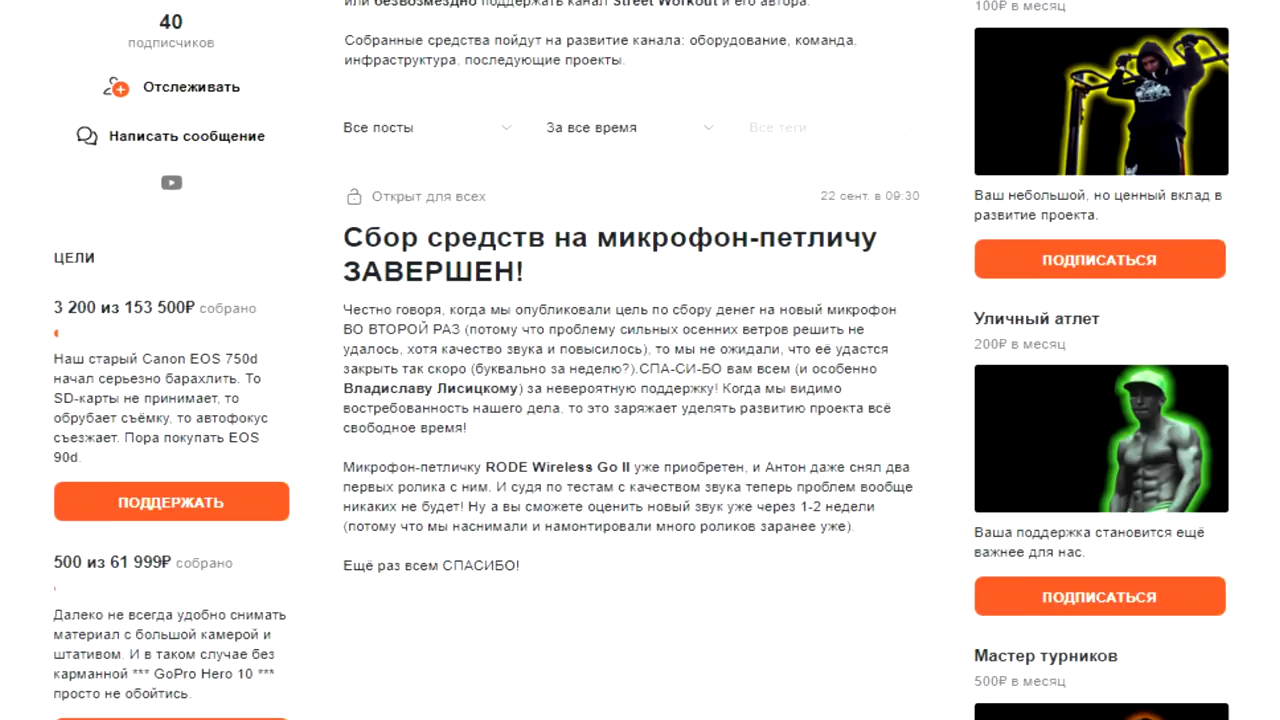 40
подписчиков
Отслеживать
Написать сообщение
ЦЕЛИ
3 200 из 153 500₽ собрано
Наш старый Canon EOS 750d
начал серьезно барахлить. То
SD-карты не принимает, то
обрубает съёмку, то автофокус
съезжает. Пора покупать EOS
90d.
ПОДДЕРЖАТЬ
500 из 61 999₽ собрано
Далеко не всегда удобно снимать
материал с большой камерой и
штативом. И в таком случае без
карманной *** GoPro Hero 10 ***
просто не обойтись.
или безвозмездно поддержать канал Street Workout и его автора.
Собранные средства пойдут на развитие канала: оборудование, команда,
инфраструктура, последующие проекты.
Все посты За все время Все теги
Открыт для всех 22 сент. в 09:30
Сбор средств на микрофон-петличу
ЗАВЕРШЕН!
Честно говоря, когда мы опубликовали цель по сбору денег на новый микрофон
ВО ВТОРОЙ РАЗ (потому что проблему сильных осенних ветров решить не
удалось, хотя качество звука и повысилось), то мы не ожидали, что её удастся
закрыть так скоро (буквально за неделю?).СПА-СИ-БО вам всем (и особенно
Владиславу Лисицкому) за невероятную поддержку! Когда мы видимо
востребованность нашего дела, то это заряжает уделять развитию проекта всё
свободное время!
Микрофон-петличку RODE Wireless Go II уже приобретен, и Антон даже снял два
первых ролика с ним. И судя по тестам с качеством звука теперь проблем вообще
никаких не будет! Ну а вы сможете оценить новый звук уже через 1-2 недели
(потому что мы наснимали и намонтировали много роликов заранее уже).
Ещё раз всем СПАСИБО!
100₽ в месяц
Ваш небольшой, но ценный вклад в
развитие проекта.
ПОДПИСАТЬСЯ
Уличный атлет
200₽ в месяц
Ваша поддержка становится ещё
важнее для нас.
ПОДПИСАТЬСЯ
Мастер турников
500₽ в месяц